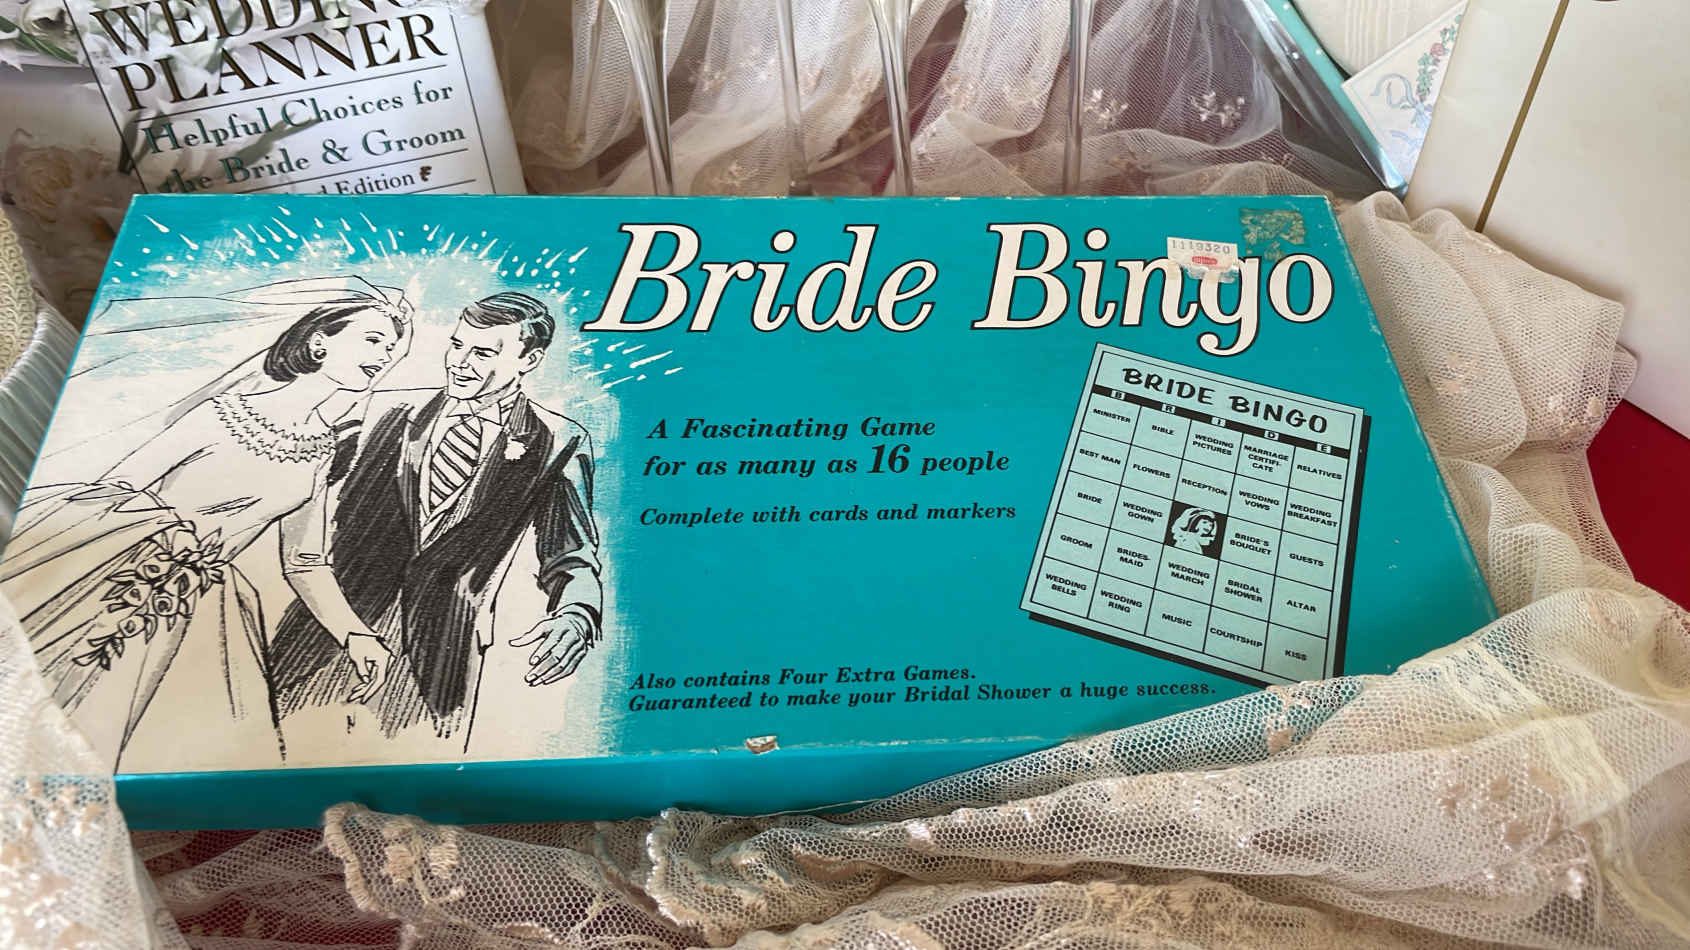 WEDDING
PLANNER
Helpful Choices for
the Bride & Groom
Edition
Bride Bingo
1119320
A Fascinating Game
for as many as 16 people
Complete with cards and markers
Also contains Four Extra Games.
Guaranteed to make your Bridal Shower a huge success.
BRIDE BINGO
B R I D E
MINISTER
BIBLE
WEDDING
PICTURES
MARRIAGE
CERTIFI-
CATE
RELATIVES
BEST MAN
FLOWERS
RECEPTION
WEDDING
VOWS
WEDDING
BREAKFAST
BRIDE
WEDDING
GOWN
BRIDE'S
BOUQUET
GUESTS
GROOM
BRIDES-
MAID
WEDDING
MARCH
BRIDAL
SHOWER
ALTAR
WEDDING
BELLS
WEDDING
RING
MUSIC
COURTSHIP
KISS